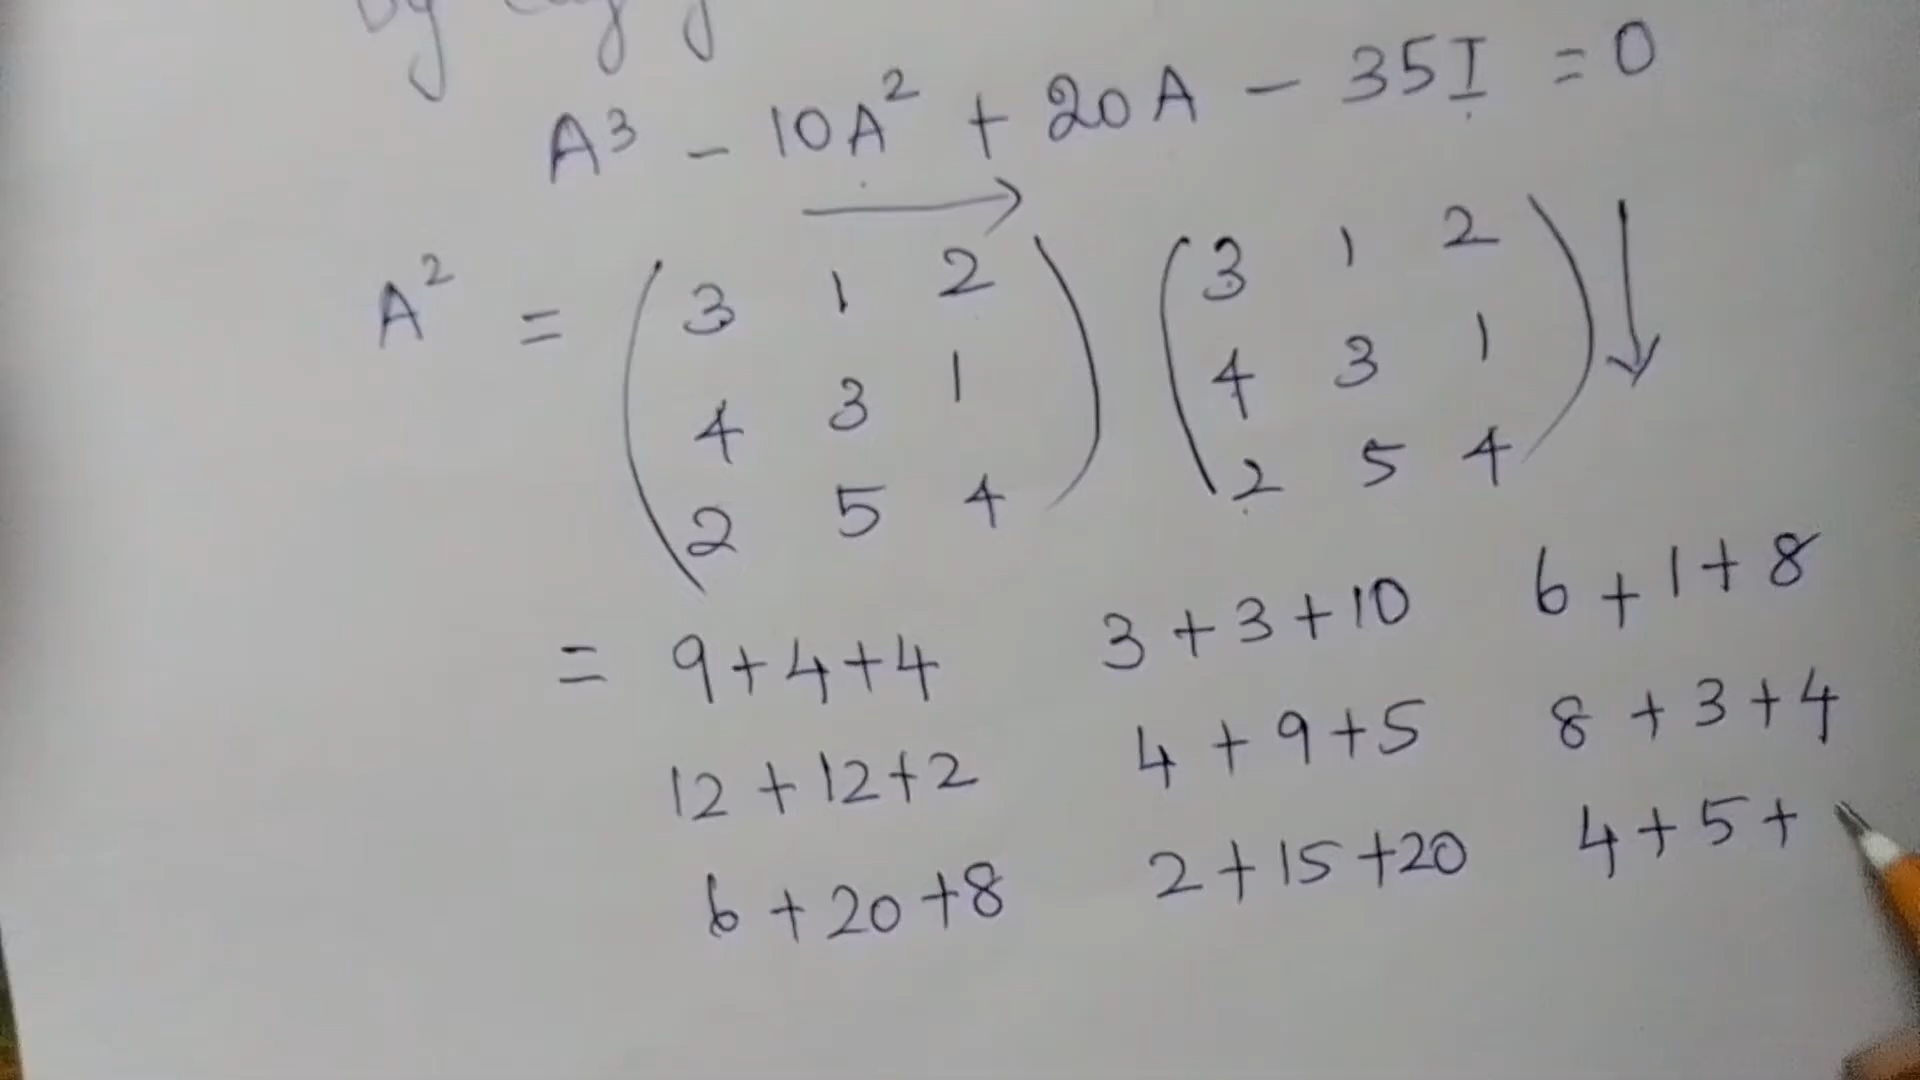 by
A³ - 10A² + 20A - 35I = 0
A² = ( 3 1 2 ) ( 3 1 2 )
4 3 1 4 3 1
2 5 4 2 5 4
= 9+4+4 3+3+10 6+1+8
12+12+2 4+9+5 8+3+4
6+20+8 2+15+20 4+5+